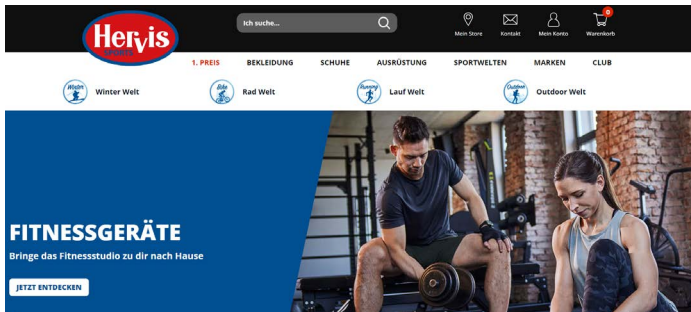 Hervis
SPORTS
Ich suche...
Mein Store
Kontakt
Mein Konto
0
Warenkorb
1. PREIS
BEKLEIDUNG
SCHUHE
AUSRÜSTUNG
SPORTWELTEN
MARKEN
CLUB
Winter
Winter Welt
Bike
Rad Welt
Running
Lauf Welt
Outdoor
Outdoor Welt
FITNESSGERÄTE
Bringe das Fitnessstudio zu dir nach Hause
JETZT ENTDECKEN